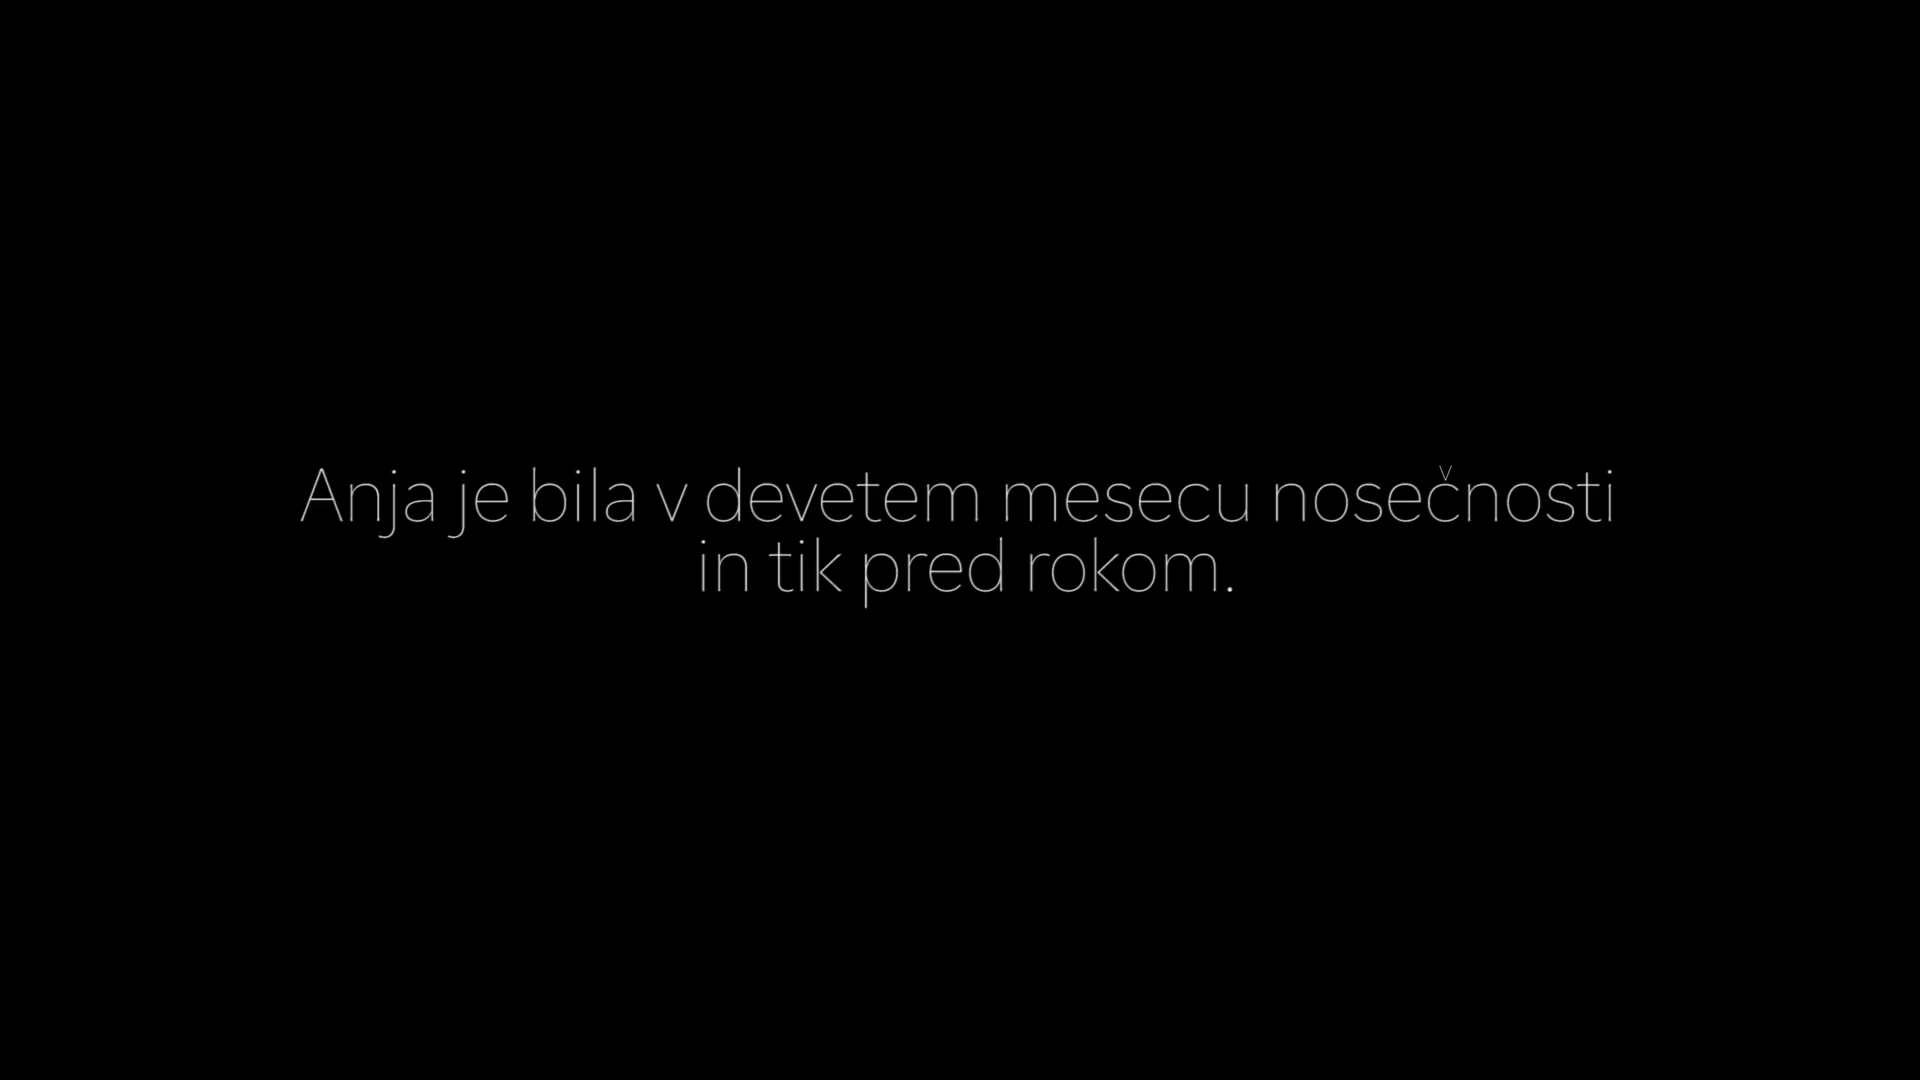 Anja je bila v devetem mesecu nosečnosti
in tik pred rokom.